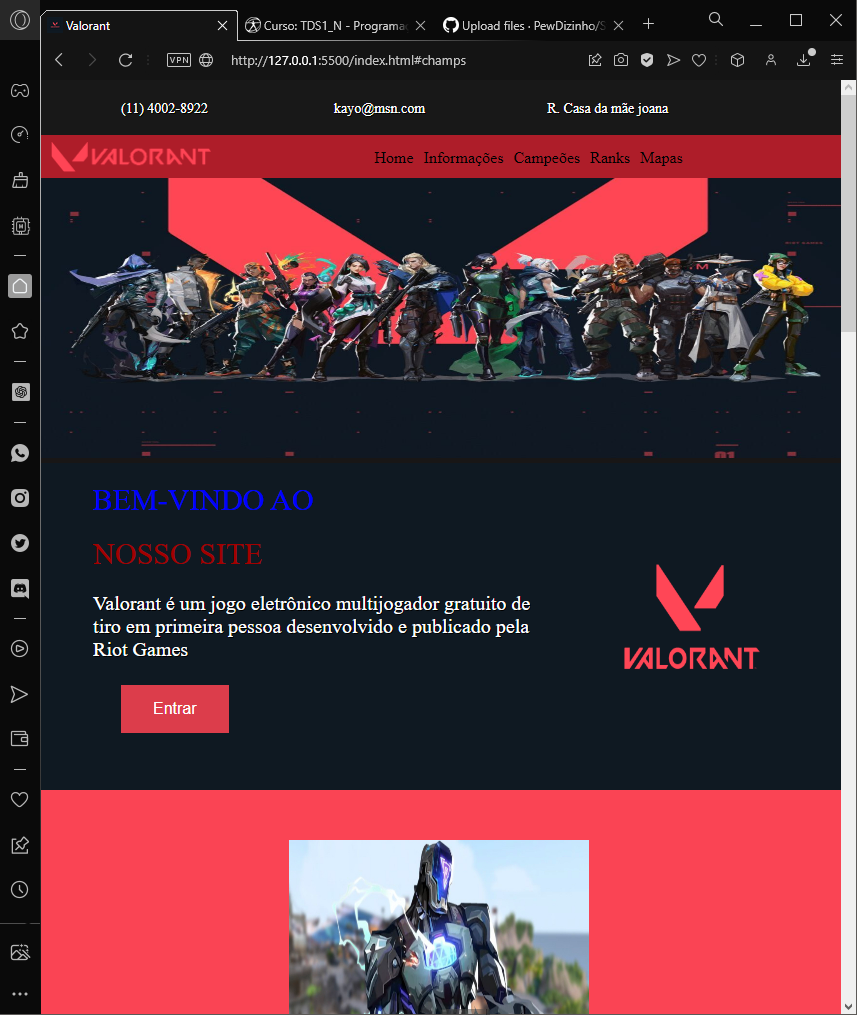 Valorant
Curso: TDS1_N - Programaç
Upload files · PewDizinho/S
VPN
http://127.0.0.1:5500/index.html#champs
(11) 4002-8922
kayo@msn.com
R. Casa da mãe joana
VALORANT
Home Informações Campeões Ranks Mapas
BEM-VINDO AO
NOSSO SITE
Valorant é um jogo eletrônico multijogador gratuito de
tiro em primeira pessoa desenvolvido e publicado pela
Riot Games
VALORANT
Entrar